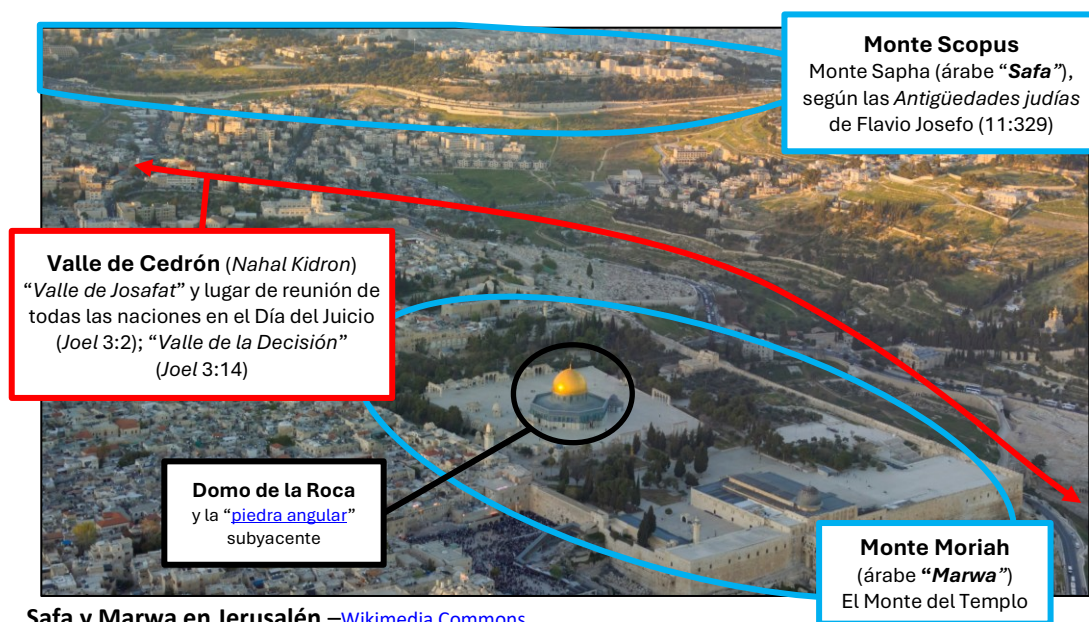 Monte Scopus
Monte Sapha (árabe “Safa”),
según las Antigüedades judías
de Flavio Josefo (11:329)
Valle de Cedrón (Nahal Kidron)
“Valle de Josafat” y lugar de reunión de
todas las naciones en el Día del Juicio
(Joel 3:2); “Valle de la Decisión”
(Joel 3:14)
Domo de la Roca
y la “piedra angular”
subyacente
Monte Moriah
(árabe “Marwa”)
El Monte del Templo
Safa y Marwa en Jerusalén –Wikimedia Commons